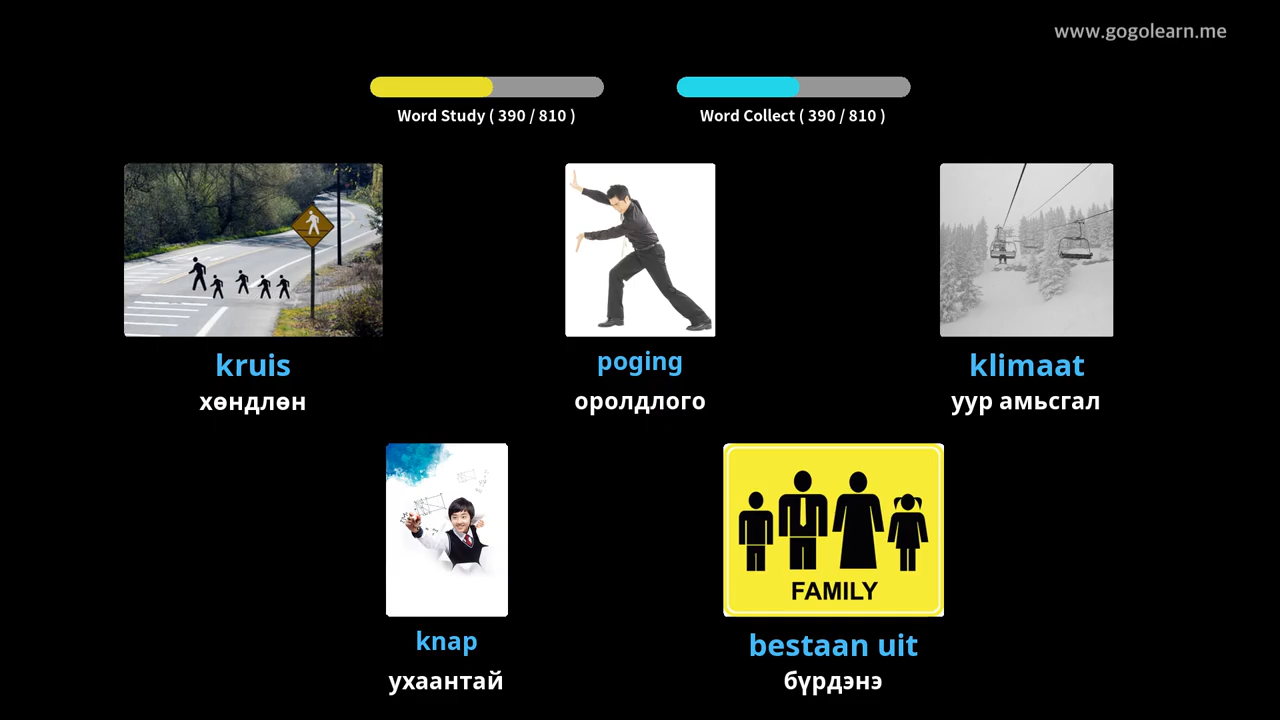 www.gogolearn.me
Word Study ( 390 / 810 )
Word Collect ( 390 / 810 )
kruis
хөндлөн
poging
оролдлого
klimaat
уур амьсгал
knap
ухаантай
FAMILY
bestaan uit
бүрдэнэ